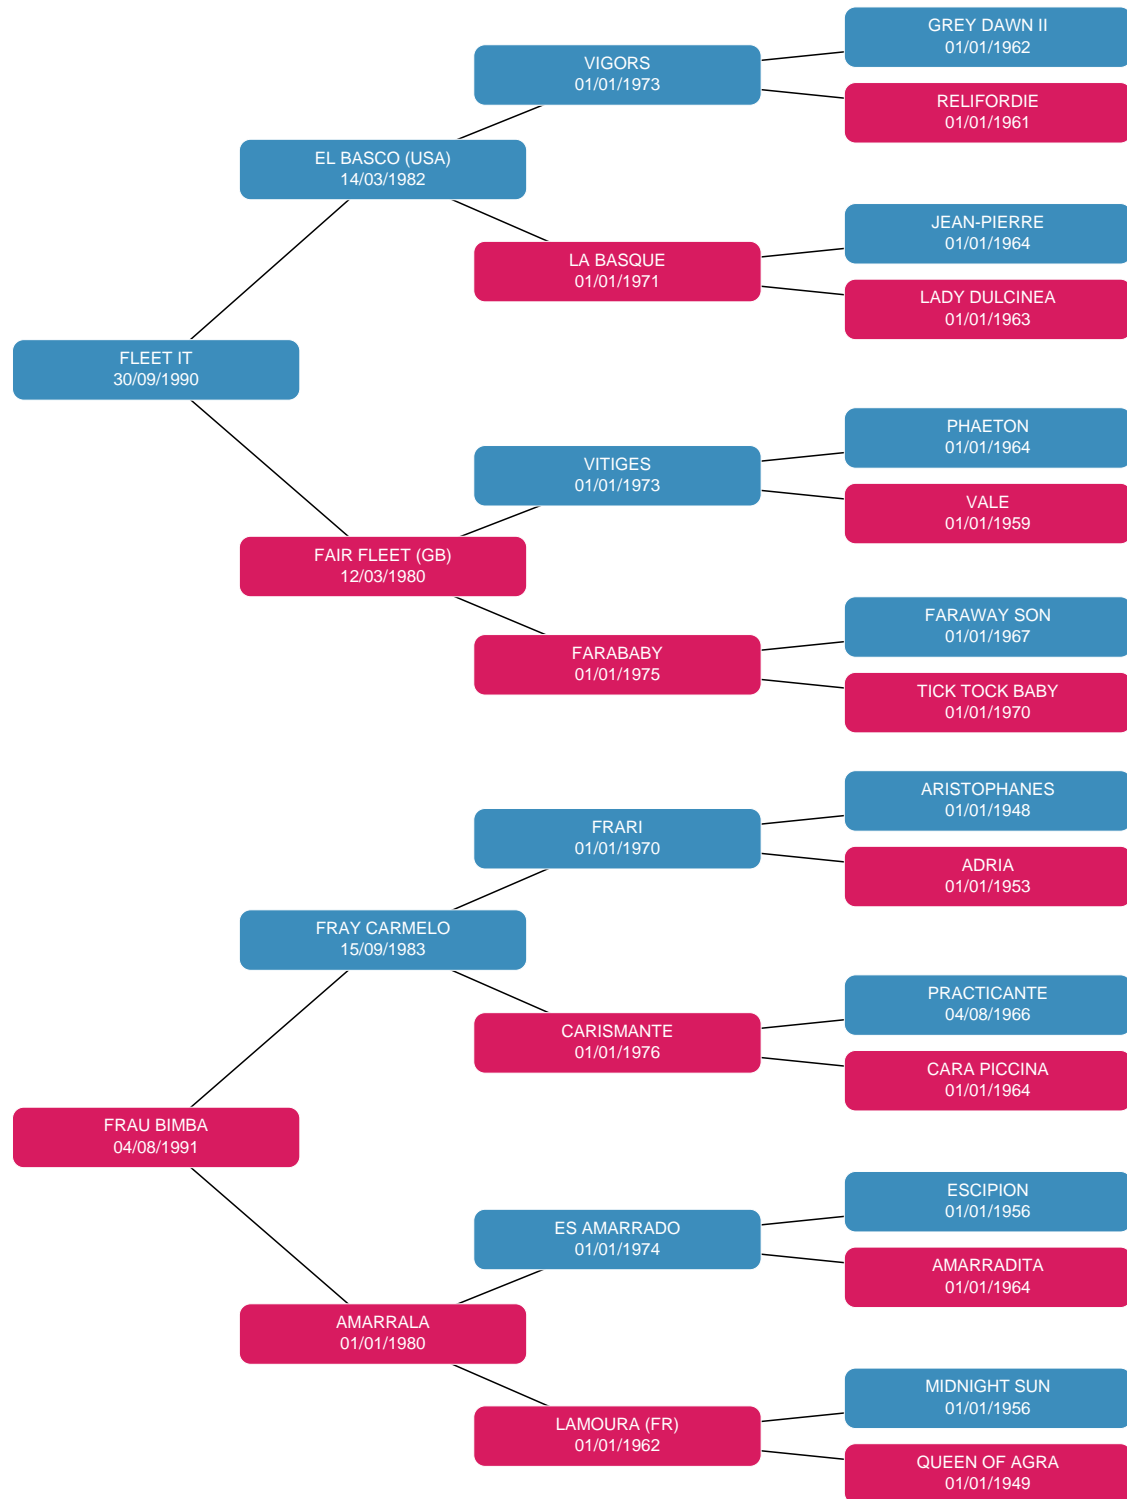 GREY DAWN II
01/01/1962
VIGORS
01/01/1973
RELIFORDIE
01/01/1961
EL BASCO (USA)
14/03/1982
JEAN-PIERRE
01/01/1964
LA BASQUE
01/01/1971
LADY DULCINEA
01/01/1963
FLEET IT
30/09/1990
PHAETON
01/01/1964
VITIGES
01/01/1973
VALE
01/01/1959
FAIR FLEET (GB)
12/03/1980
FARAWAY SON
01/01/1967
FARABABY
01/01/1975
TICK TOCK BABY
01/01/1970
ARISTOPHANES
01/01/1948
FRARI
01/01/1970
ADRIA
01/01/1953
FRAY CARMELO
15/09/1983
PRACTICANTE
04/08/1966
CARISMANTE
01/01/1976
CARA PICCINA
01/01/1964
FRAU BIMBA
04/08/1991
ESCIPION
01/01/1956
ES AMARRADO
01/01/1974
AMARRADITA
01/01/1964
AMARRALA
01/01/1980
MIDNIGHT SUN
01/01/1956
LAMOURA (FR)
01/01/1962
QUEEN OF AGRA
01/01/1949